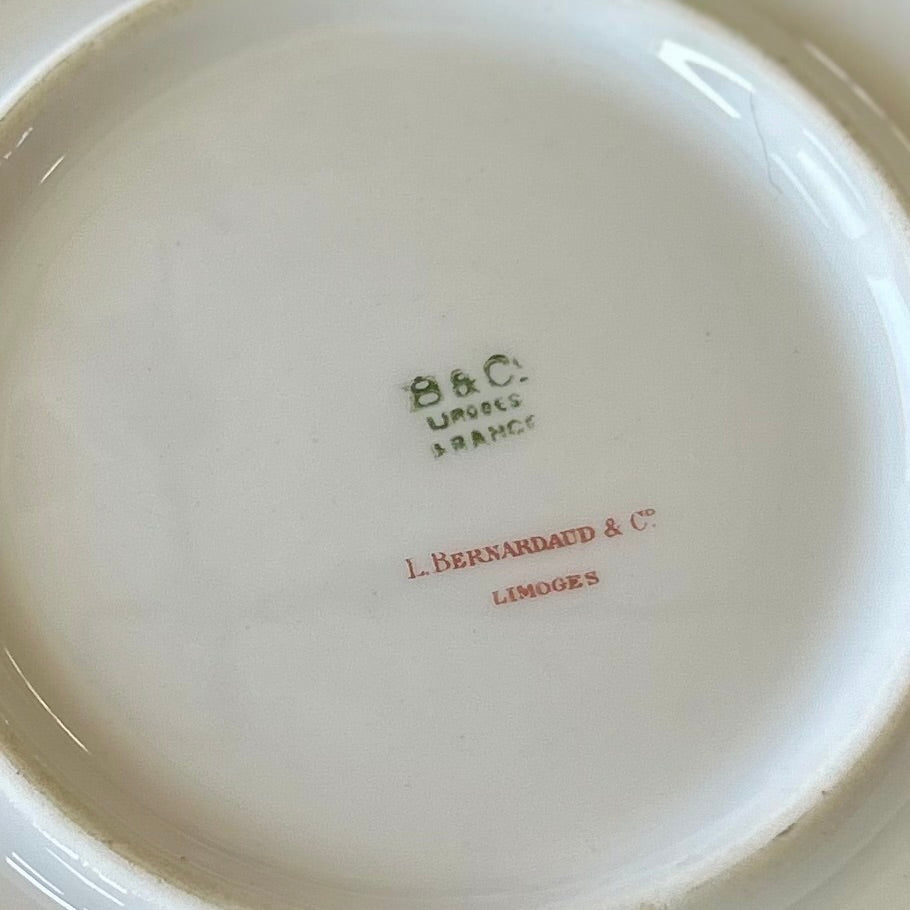 B & Cº
LIMOGES
FRANCE
L. BERNARDAUD & Cº
LIMOGES